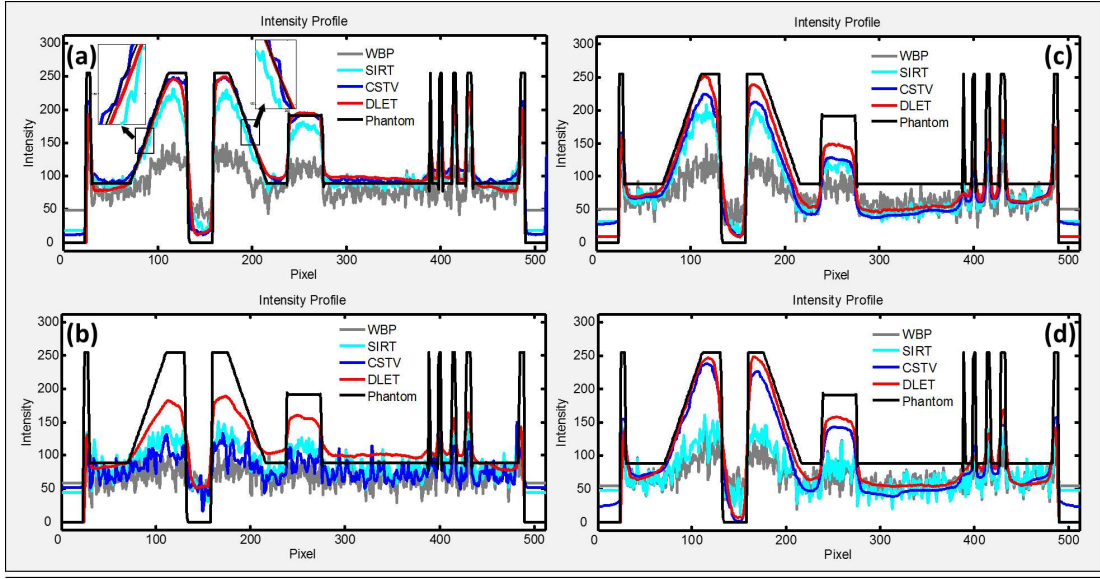 Intensity Profile
(a)
WBP
SIRT
CSTV
DLET
Phantom
300
250
200
150
100
50
0
Intensity
0 100 200 300 400 500
Pixel
Intensity Profile
(c)
WBP
SIRT
CSTV
DLET
Phantom
300
250
200
150
100
50
0
Intensity
0 100 200 300 400 500
Pixel
Intensity Profile
(b)
WBP
SIRT
CSTV
DLET
Phantom
300
250
200
150
100
50
0
Intensity
0 100 200 300 400 500
Pixel
Intensity Profile
(d)
WBP
SIRT
CSTV
DLET
Phantom
300
250
200
150
100
50
0
Intensity
0 100 200 300 400 500
Pixel